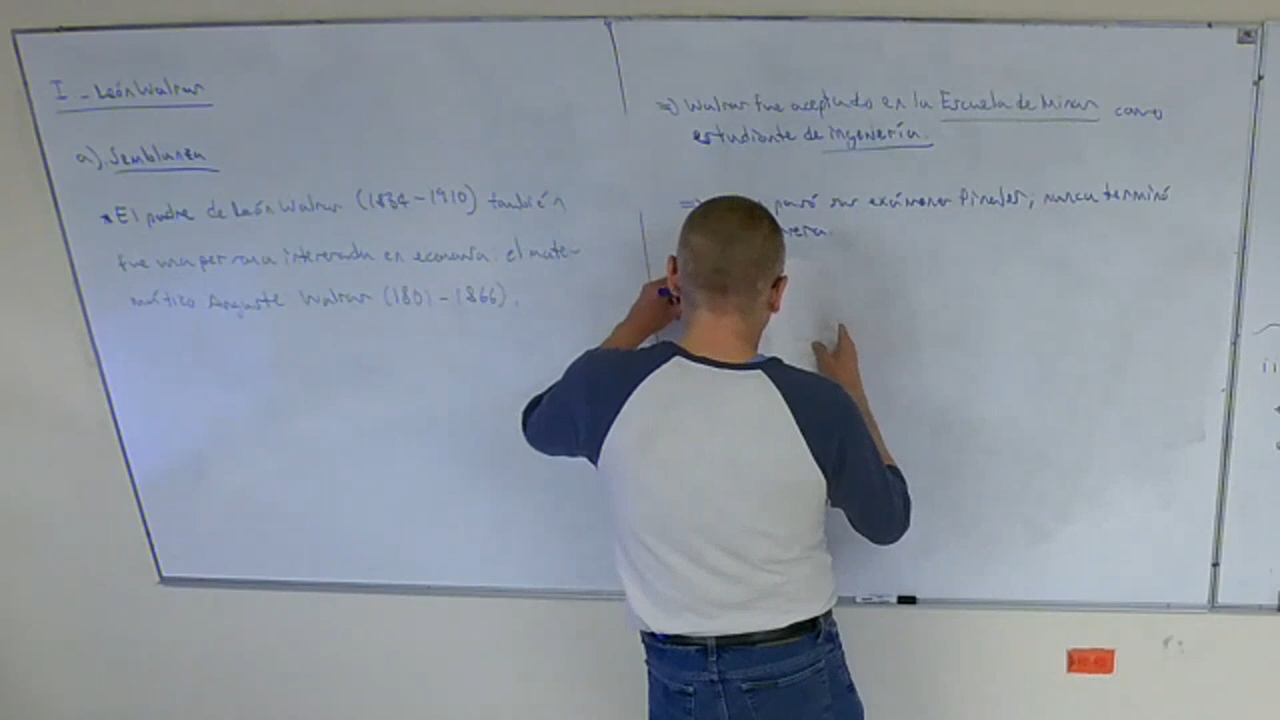 I - León Walras
a) Semblanza
* El padre de León Walras (1834-1910) también
fue una persona interesada en economía: el mate-
mático Auguste Walras (1801-1866).
=> Walras fue aceptado en la Escuela de Minas como
estudiante de ingeniería.
=> pasó sus exámenes finales; nunca terminó